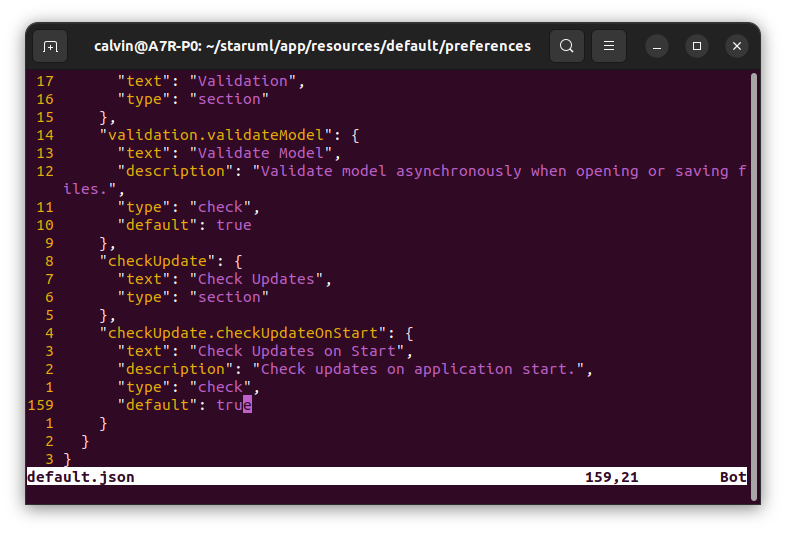 calvin@A7R-P0: ~/staruml/app/resources/default/preferences
17 "text": "Validation",
16 "type": "section"
15 },
14 "validation.validateModel": {
13 "text": "Validate Model",
12 "description": "Validate model asynchronously when opening or saving f
iles.",
11 "type": "check",
10 "default": true
9 },
8 "checkUpdate": {
7 "text": "Check Updates",
6 "type": "section"
5 },
4 "checkUpdate.checkUpdateOnStart": {
3 "text": "Check Updates on Start",
2 "description": "Check updates on application start.",
1 "type": "check",
159 "default": true
1 }
2 }
3 }
default.json 159,21 Bot